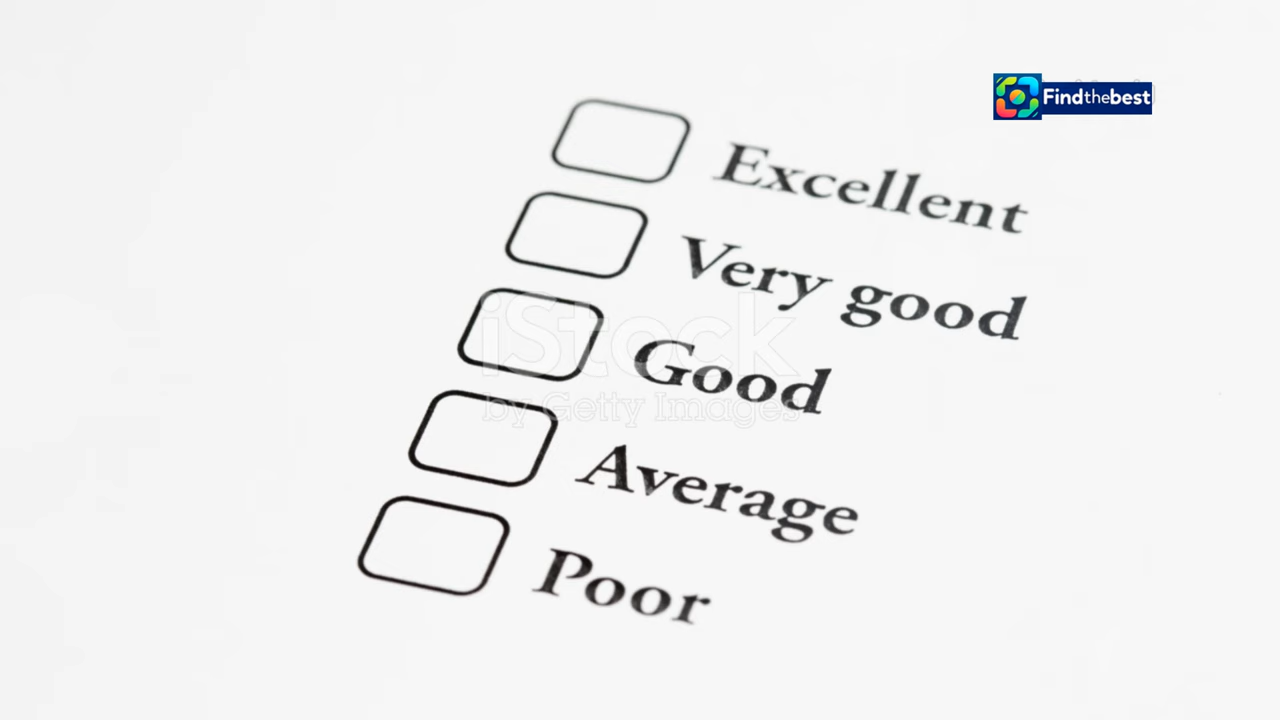 Findthebest
Excellent
Very good
Good
Average
Poor
iStock
by Getty Images